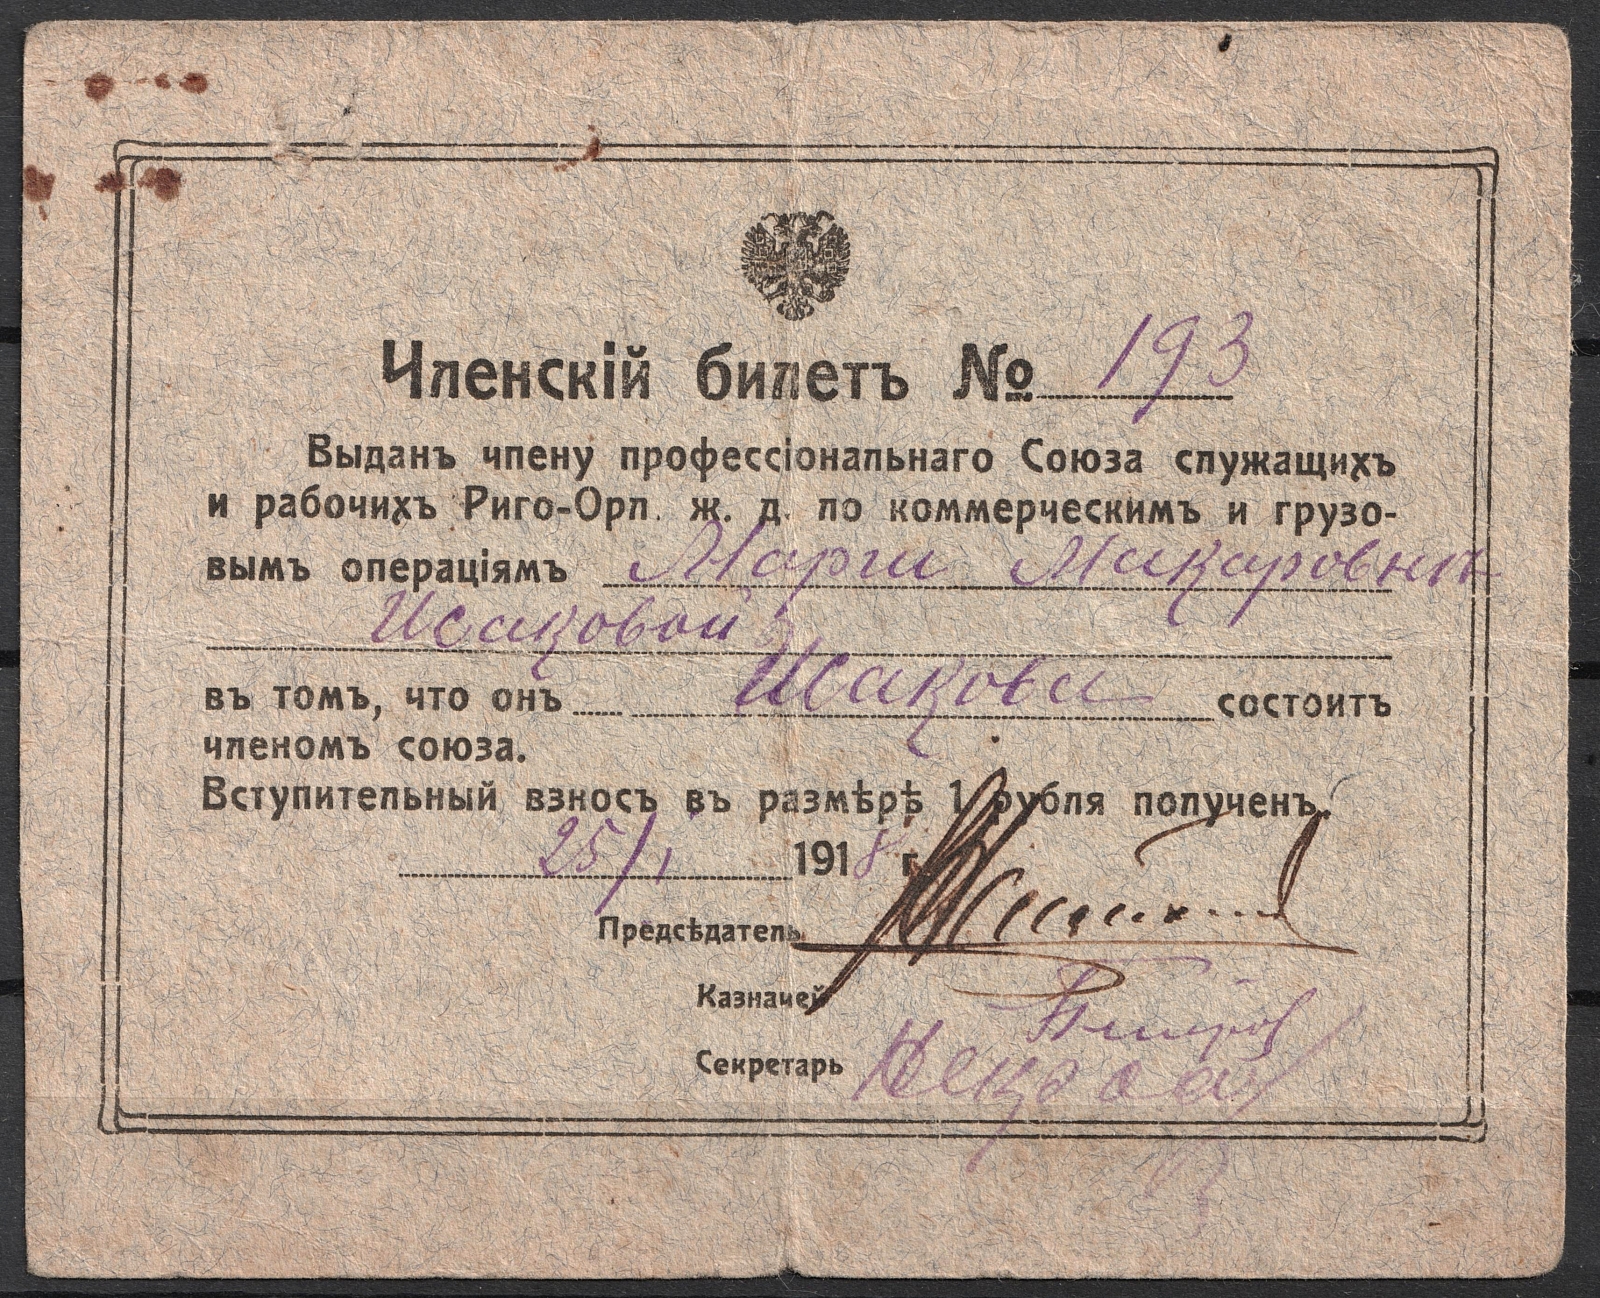 Членскій билетъ № 193
Выданъ члену профессіональнаго Союза служащихъ
и рабочихъ Риго-Орл. ж. д. по коммерческимъ и грузо-
вымъ операціямъ Марги Макаровнѣ
Исаковой
въ томъ, что онъ Исакова состоитъ
членомъ союза.
Вступительный взносъ въ размѣрѣ 1 рубля полученъ.
25/I 1918 г.
Предсѣдатель
Казначей
Секретарь